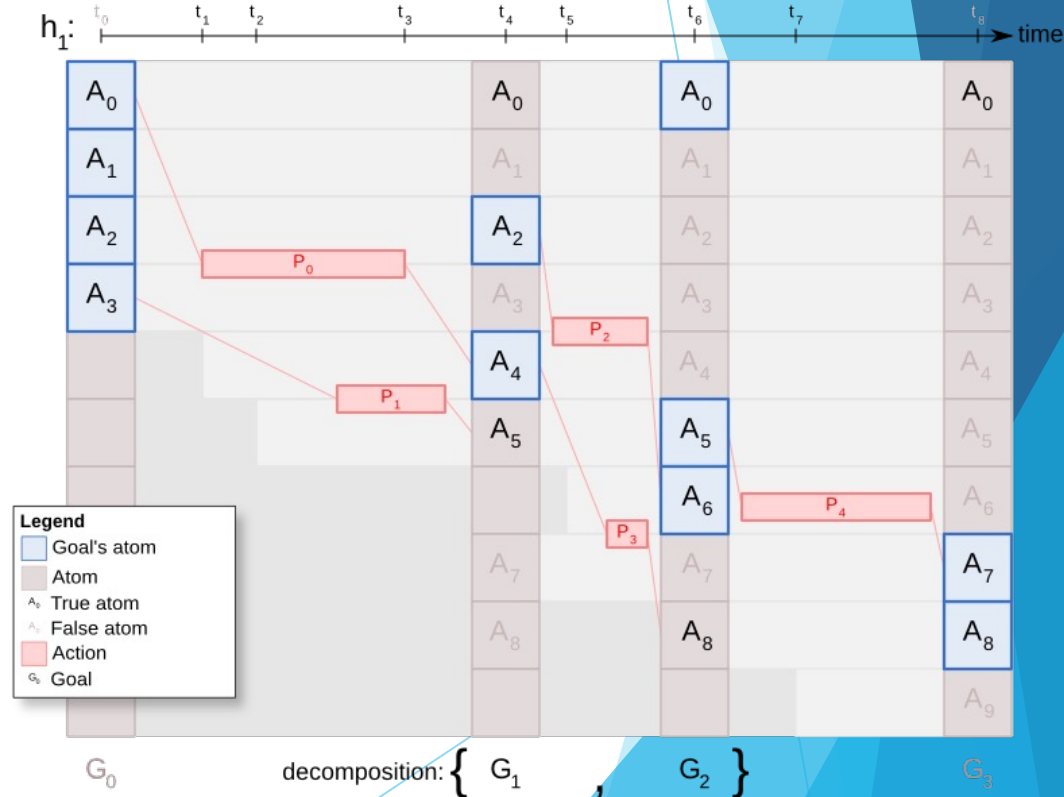 h₁: t₀ t₁ t₂ t₃ t₄ t₅ t₆ t₇ t₈ time
A₀ A₀ A₀ A₀
A₁ A₁ A₁ A₁
A₂ A₂ A₂ A₂
P₀
A₃ A₃ A₃ A₃
P₂
A₄ A₄ A₄
P₁
A₅ A₅ A₅
A₆ A₆
P₄
P₃
A₇ A₇ A₇
A₈ A₈ A₈
A₉
Legend
Goal's atom
Atom
A₀ True atom
A₀ False atom
Action
G₀ Goal
G₀ decomposition: { G₁ , G₂ } G₃